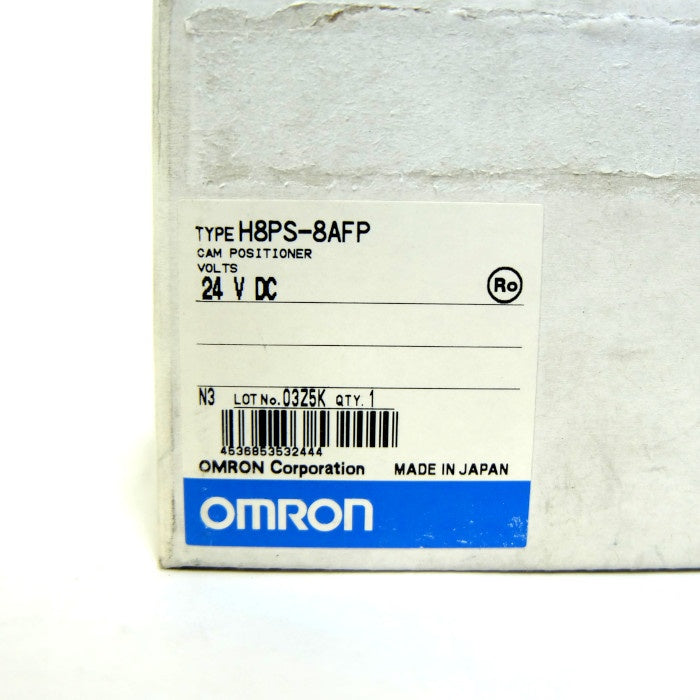 TYPE H8PS-8AFP
CAM POSITIONER
VOLTS
24 V DC
Ro
N3 LOT No. 03Z5K QTY. 1
4536853532444
OMRON Corporation MADE IN JAPAN
OMRON